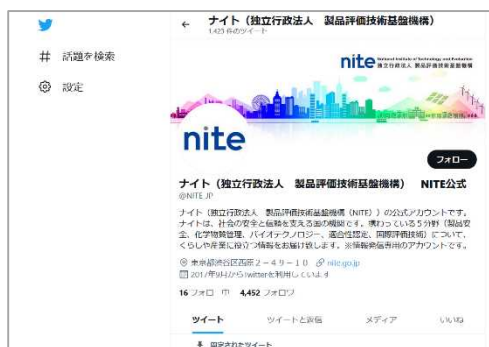 ナイト（独立行政法人　製品評価技術基盤機構）
1,423 件のツイート
# 話題を検索
設定
nite National Institute of Technology and Evaluation
独立行政法人 製品評価技術基盤機構
nite
フォロー
ナイト（独立行政法人　製品評価技術基盤機構）　NITE公式
@NITE_JP
ナイト（独立行政法人　製品評価技術基盤機構（NITE））の公式アカウントです。
ナイトは、社会の安全と信頼を支える国の機関です。携わっている５分野（製品安
全、化学物質管理、バイオテクノロジー、適合性認定、国際評価技術）について、
くらしや産業に役立つ情報をお届け致します。※情報発信専用のアカウントです。
東京都渋谷区西原２－４９－１０ nite.go.jp
2017年9月からTwitterを利用しています
16 フォロー中 4,452 フォロワー
ツイート ツイートと返信 メディア いいね
固定されたツイート